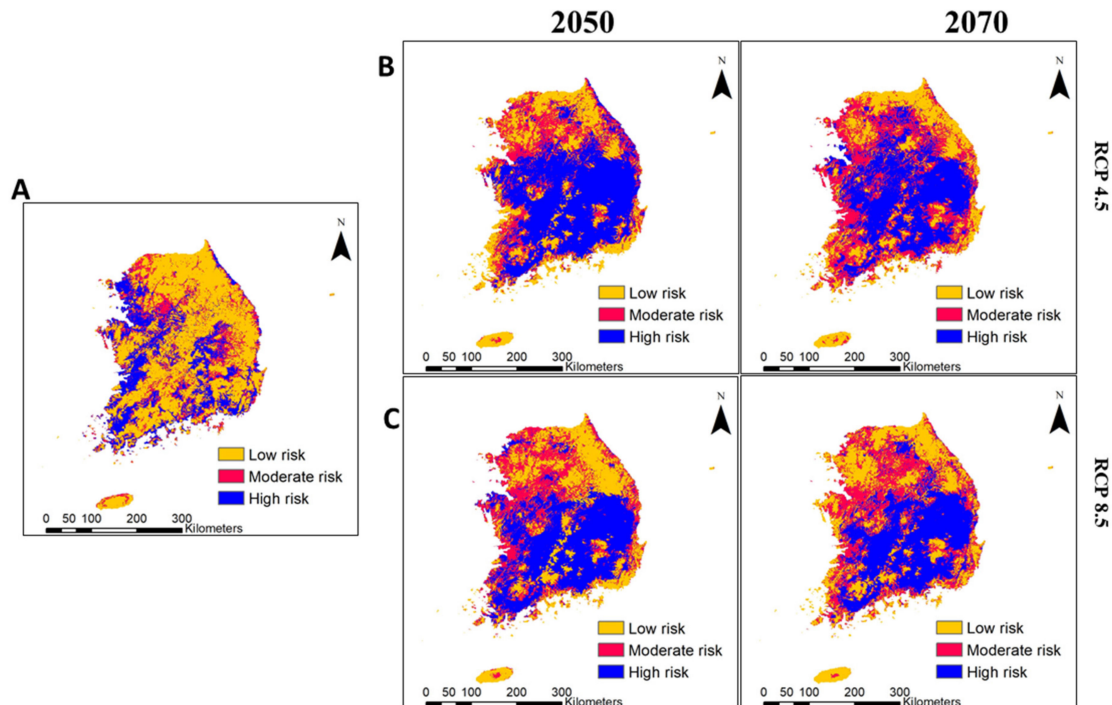 2050 2070
B
N
N
RCP 4.5
A
N
Low risk
Moderate risk
High risk
0 50 100 200 300
Kilometers
Low risk
Moderate risk
High risk
0 50 100 200 300
Kilometers
Low risk
Moderate risk
High risk
0 50 100 200 300
Kilometers
C
N
N
RCP 8.5
Low risk
Moderate risk
High risk
0 50 100 200 300
Kilometers
Low risk
Moderate risk
High risk
0 50 100 200 300
Kilometers